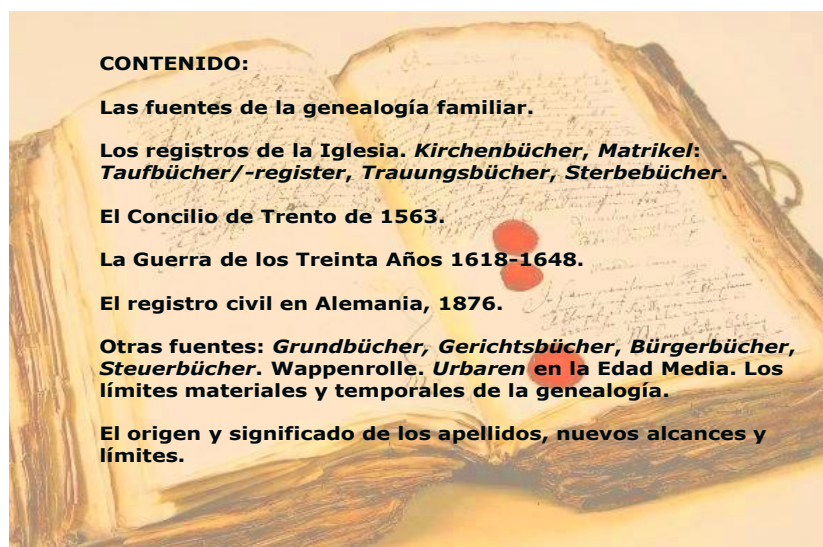 CONTENIDO:
Las fuentes de la genealogía familiar.
Los registros de la Iglesia. Kirchenbücher, Matrikel:
Taufbücher/-register, Trauungsbücher, Sterbebücher.
El Concilio de Trento de 1563.
La Guerra de los Treinta Años 1618-1648.
El registro civil en Alemania, 1876.
Otras fuentes: Grundbücher, Gerichtsbücher, Bürgerbücher,
Steuerbücher. Wappenrolle. Urbaren en la Edad Media. Los
límites materiales y temporales de la genealogía.
El origen y significado de los apellidos, nuevos alcances y
límites.